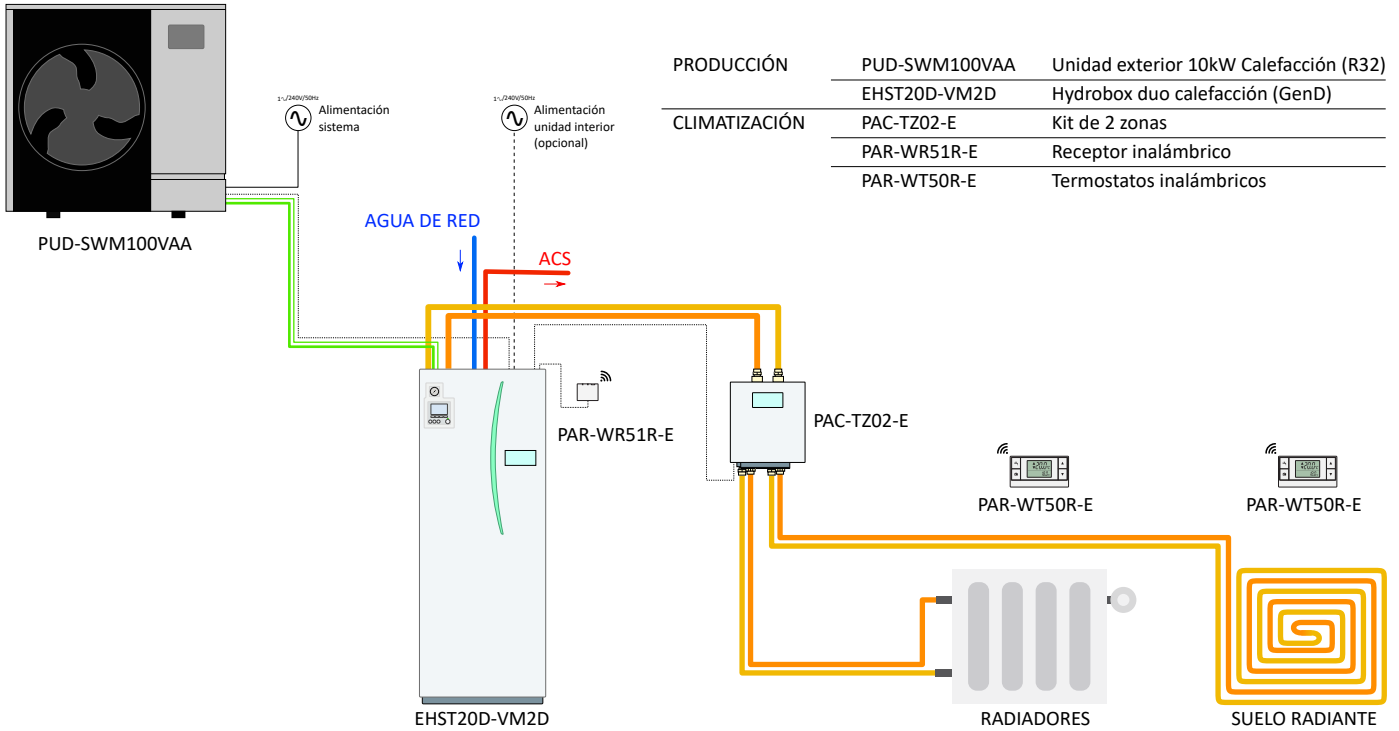 PRODUCCIÓN PUD-SWM100VAA Unidad exterior 10kW Calefacción (R32)
EHST20D-VM2D Hydrobox duo calefacción (GenD)
CLIMATIZACIÓN PAC-TZ02-E Kit de 2 zonas
PAR-WR51R-E Receptor inalámbrico
PAR-WT50R-E Termostatos inalámbricos
1~/240V/50Hz
Alimentación
sistema
1~/240V/50Hz
Alimentación
unidad interior
(opcional)
PUD-SWM100VAA
AGUA DE RED
ACS
PAR-WR51R-E
PAC-TZ02-E
PAR-WT50R-E
PAR-WT50R-E
EHST20D-VM2D
RADIADORES
SUELO RADIANTE